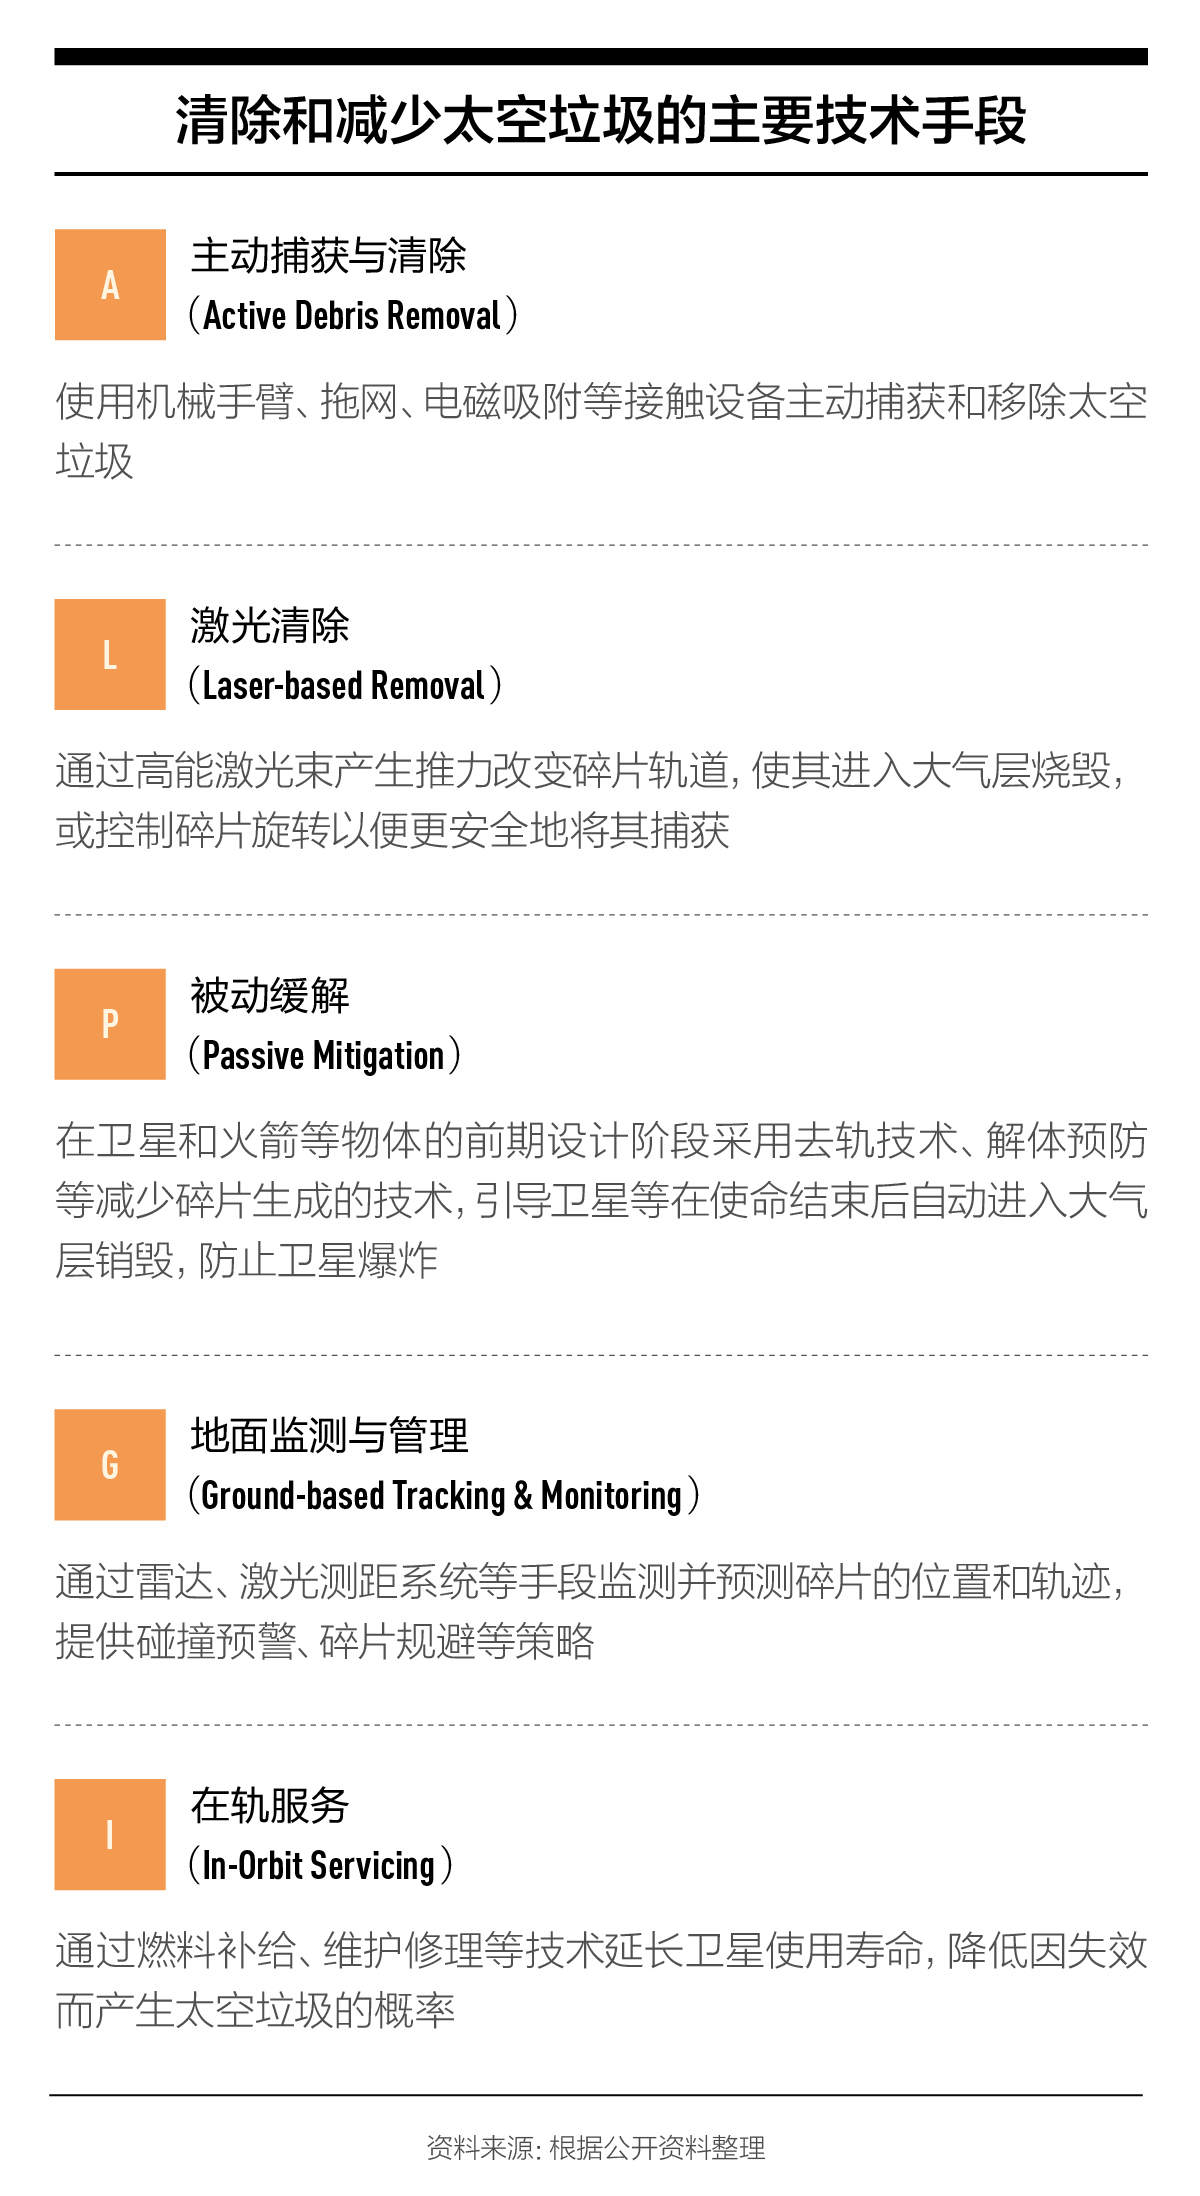 清除和减少太空垃圾的主要技术手段
A
主动捕获与清除
（Active Debris Removal）
使用机械手臂、拖网、电磁吸附等接触设备主动捕获和移除太空
垃圾
L
激光清除
（Laser-based Removal）
通过高能激光束产生推力改变碎片轨道，使其进入大气层烧毁，
或控制碎片旋转以便更安全地将其捕获
P
被动缓解
（Passive Mitigation）
在卫星和火箭等物体的前期设计阶段采用去轨技术、解体预防
等减少碎片生成的技术，引导卫星等在使命结束后自动进入大气
层销毁，防止卫星爆炸
G
地面监测与管理
（Ground-based Tracking & Monitoring）
通过雷达、激光测距系统等手段监测并预测碎片的位置和轨迹，
提供碰撞预警、碎片规避等策略
I
在轨服务
（In-Orbit Servicing）
通过燃料补给、维护修理等技术延长卫星使用寿命，降低因失效
而产生太空垃圾的概率
资料来源：根据公开资料整理